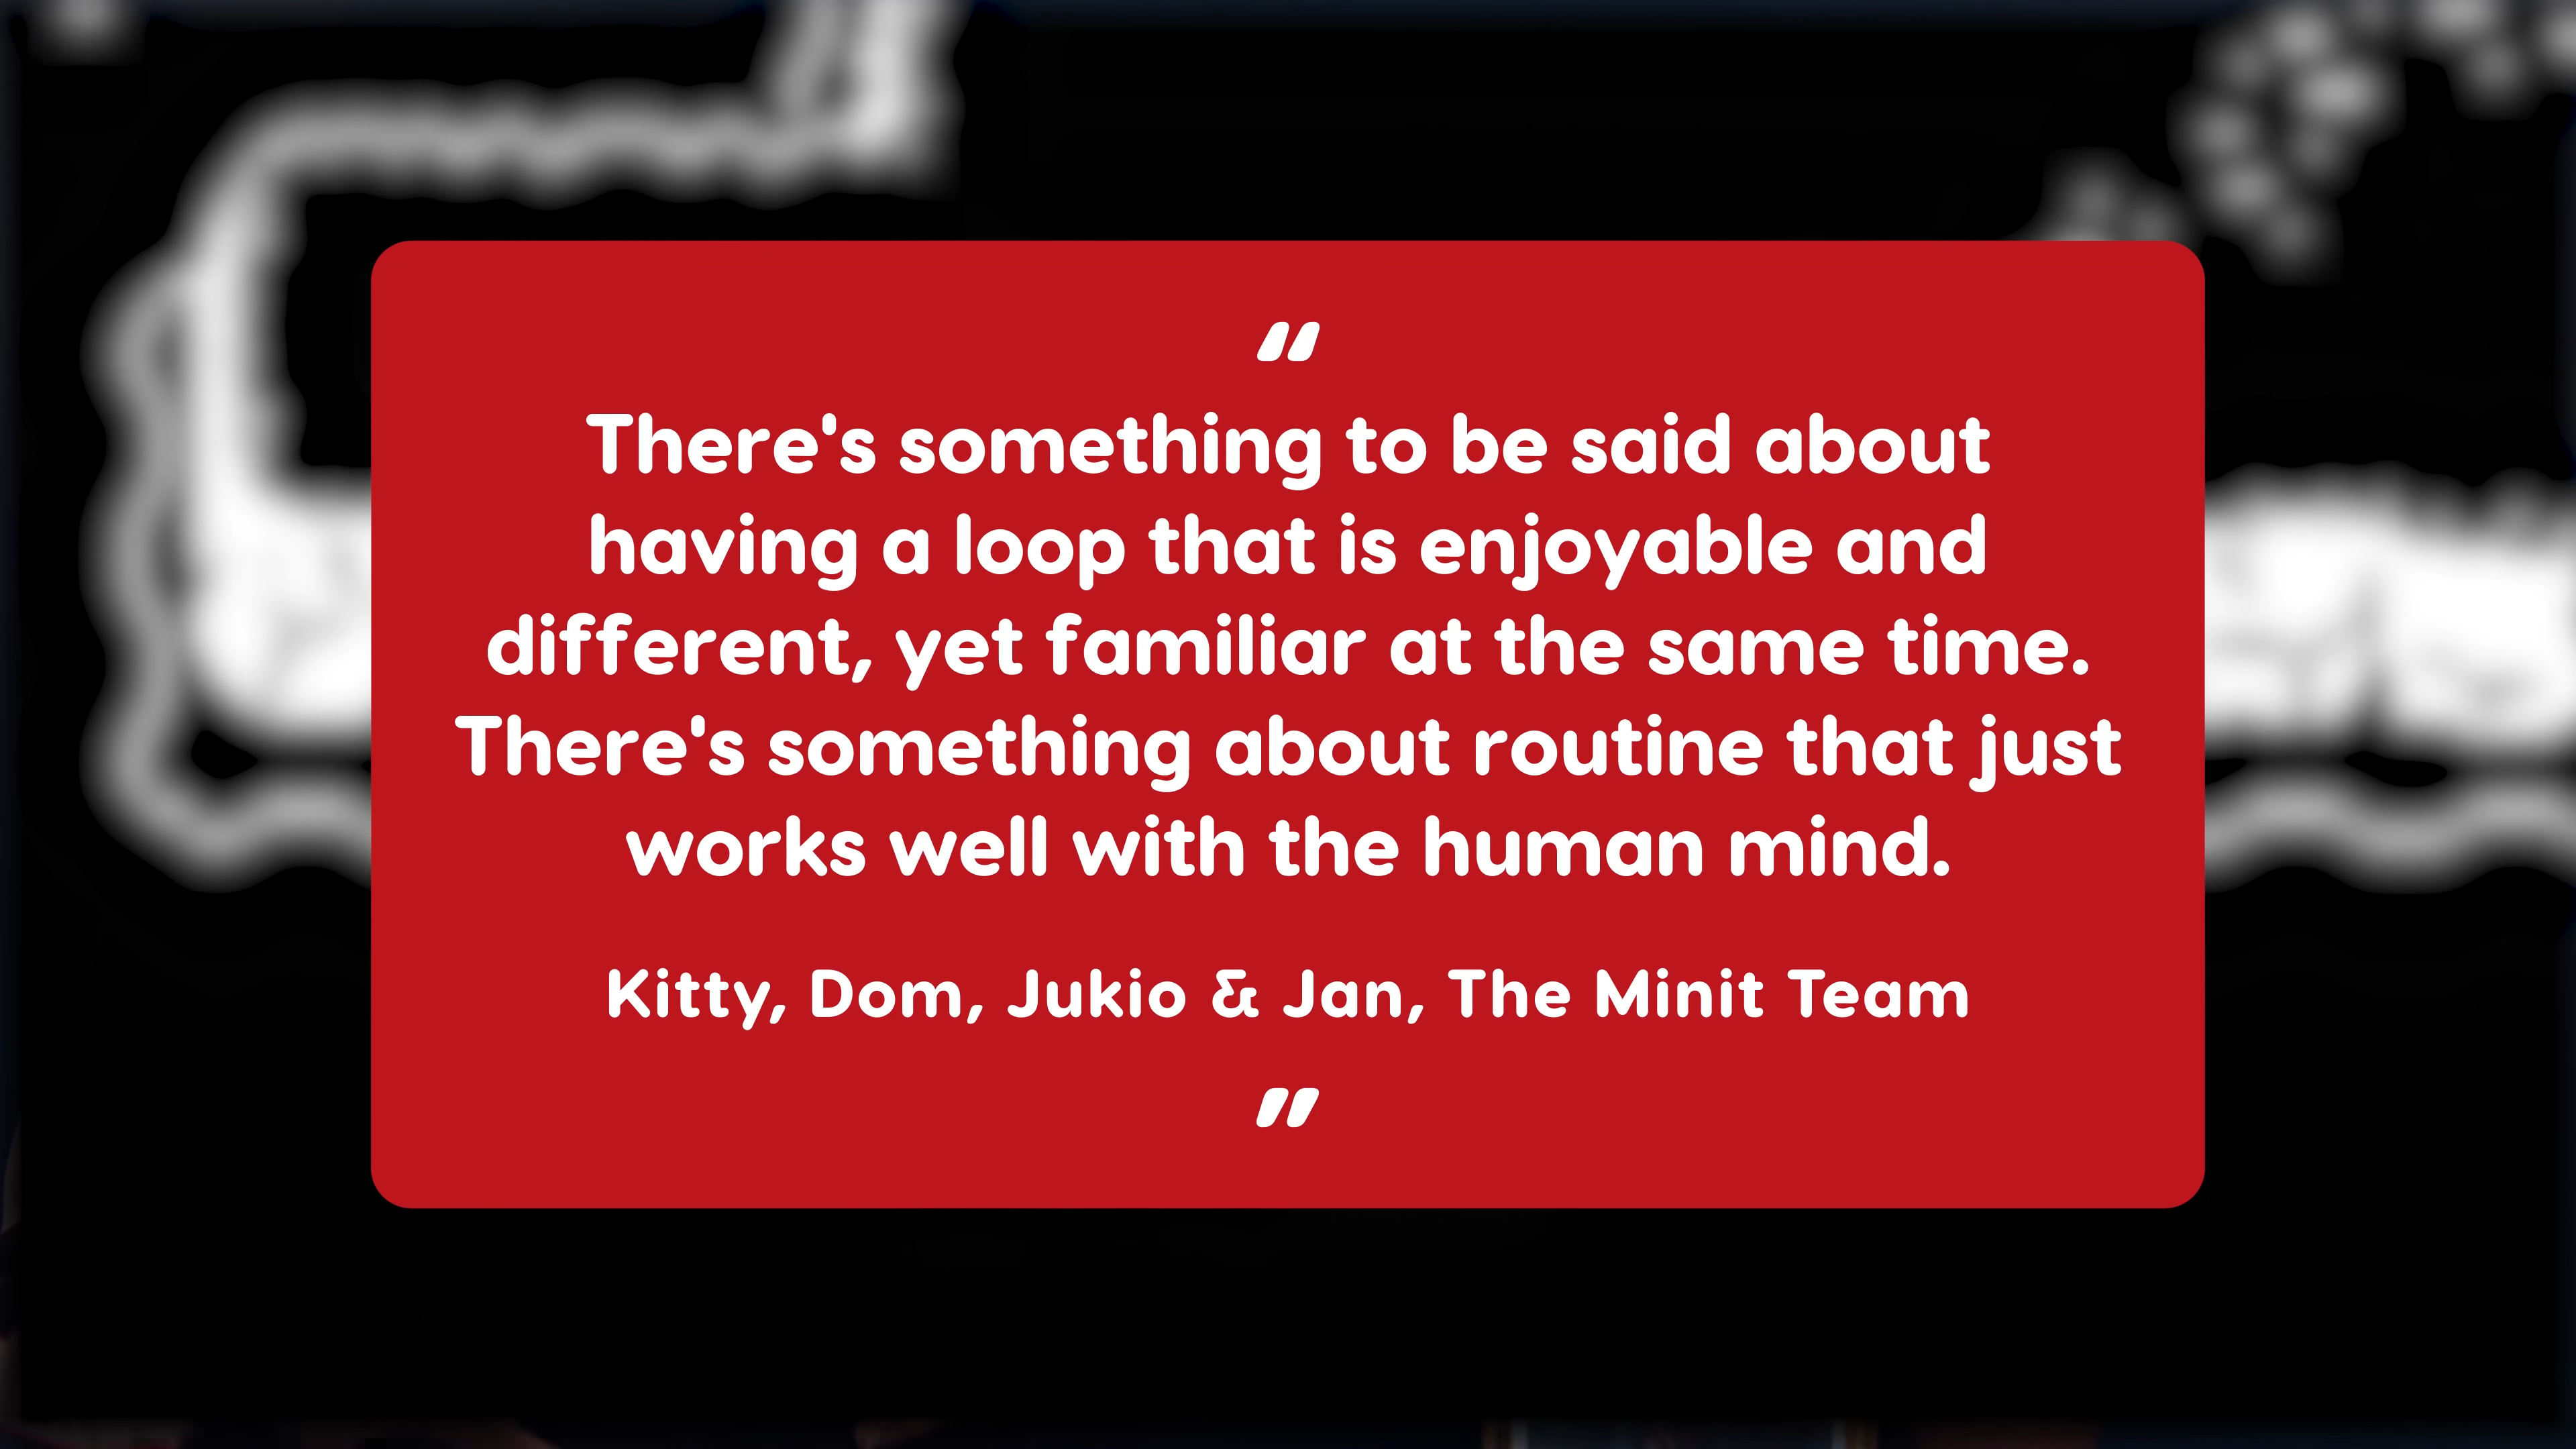 “
There's something to be said about
having a loop that is enjoyable and
different, yet familiar at the same time.
There's something about routine that just
works well with the human mind.
Kitty, Dom, Jukio & Jan, The Minit Team
”